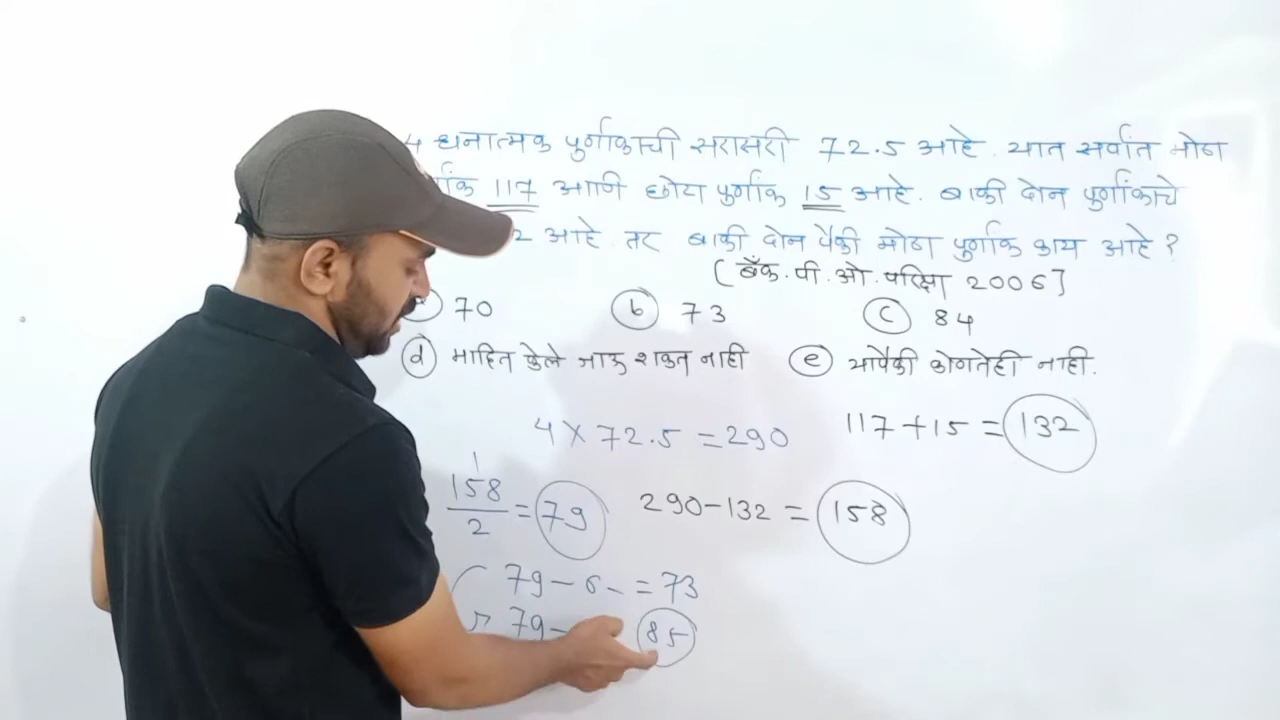 4 धनात्मक पुर्णाकाची सरासरी 72.5 आहे. यात सर्वात मोठा
117 आणि छोटा पुर्णांक 15 आहे. बाकी दोन पुर्णांकाचे
2 आहे. तर बाकी दोन पैकी मोठा पुर्णांक काय आहे ?
[बँक.पी.ओ.परिक्षा 2006]
70 (b) 73 (c) 84
(d) माहित केले जाऊ शकत नाही (e) यापैकी कोणतेही नाही.
4 × 72.5 = 290 117 + 15 = 132
158/2 = 79 290 - 132 = 158
79 - 6 = 73
79 85